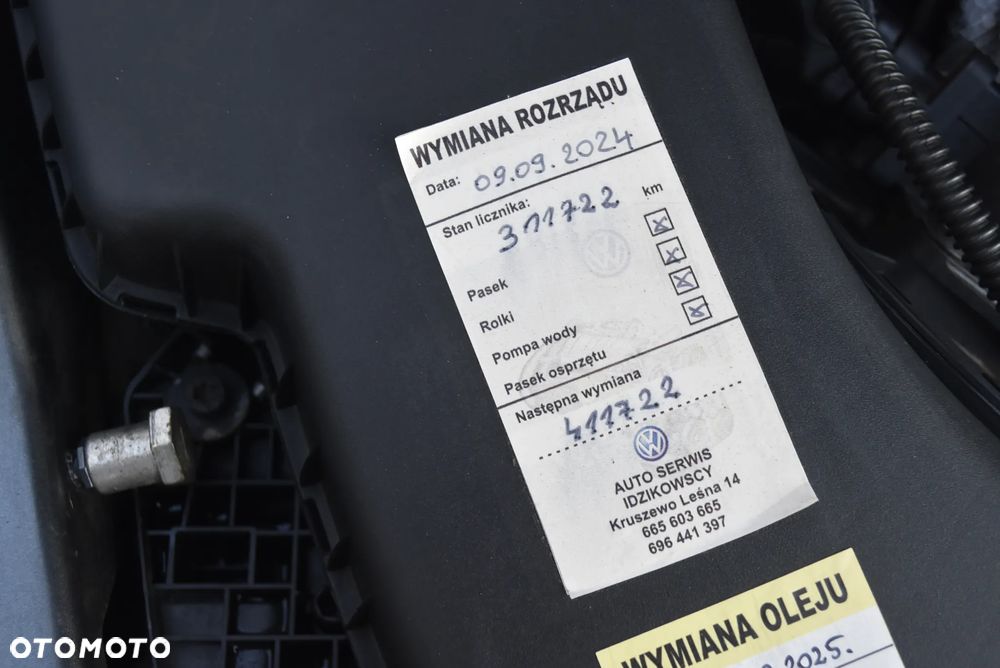 WYMIANA ROZRZĄDU
Data: 09.09.2024
Stan licznika:
311722 km
Pasek
Rolki
Pompa wody
Pasek osprzętu
Następna wymiana
411722
AUTO SERWIS
IDZIKOWSCY
Kruszewo Leśna 14
665 603 665
696 441 397
WYMIANA OLEJU
2025.
OTOMOTO